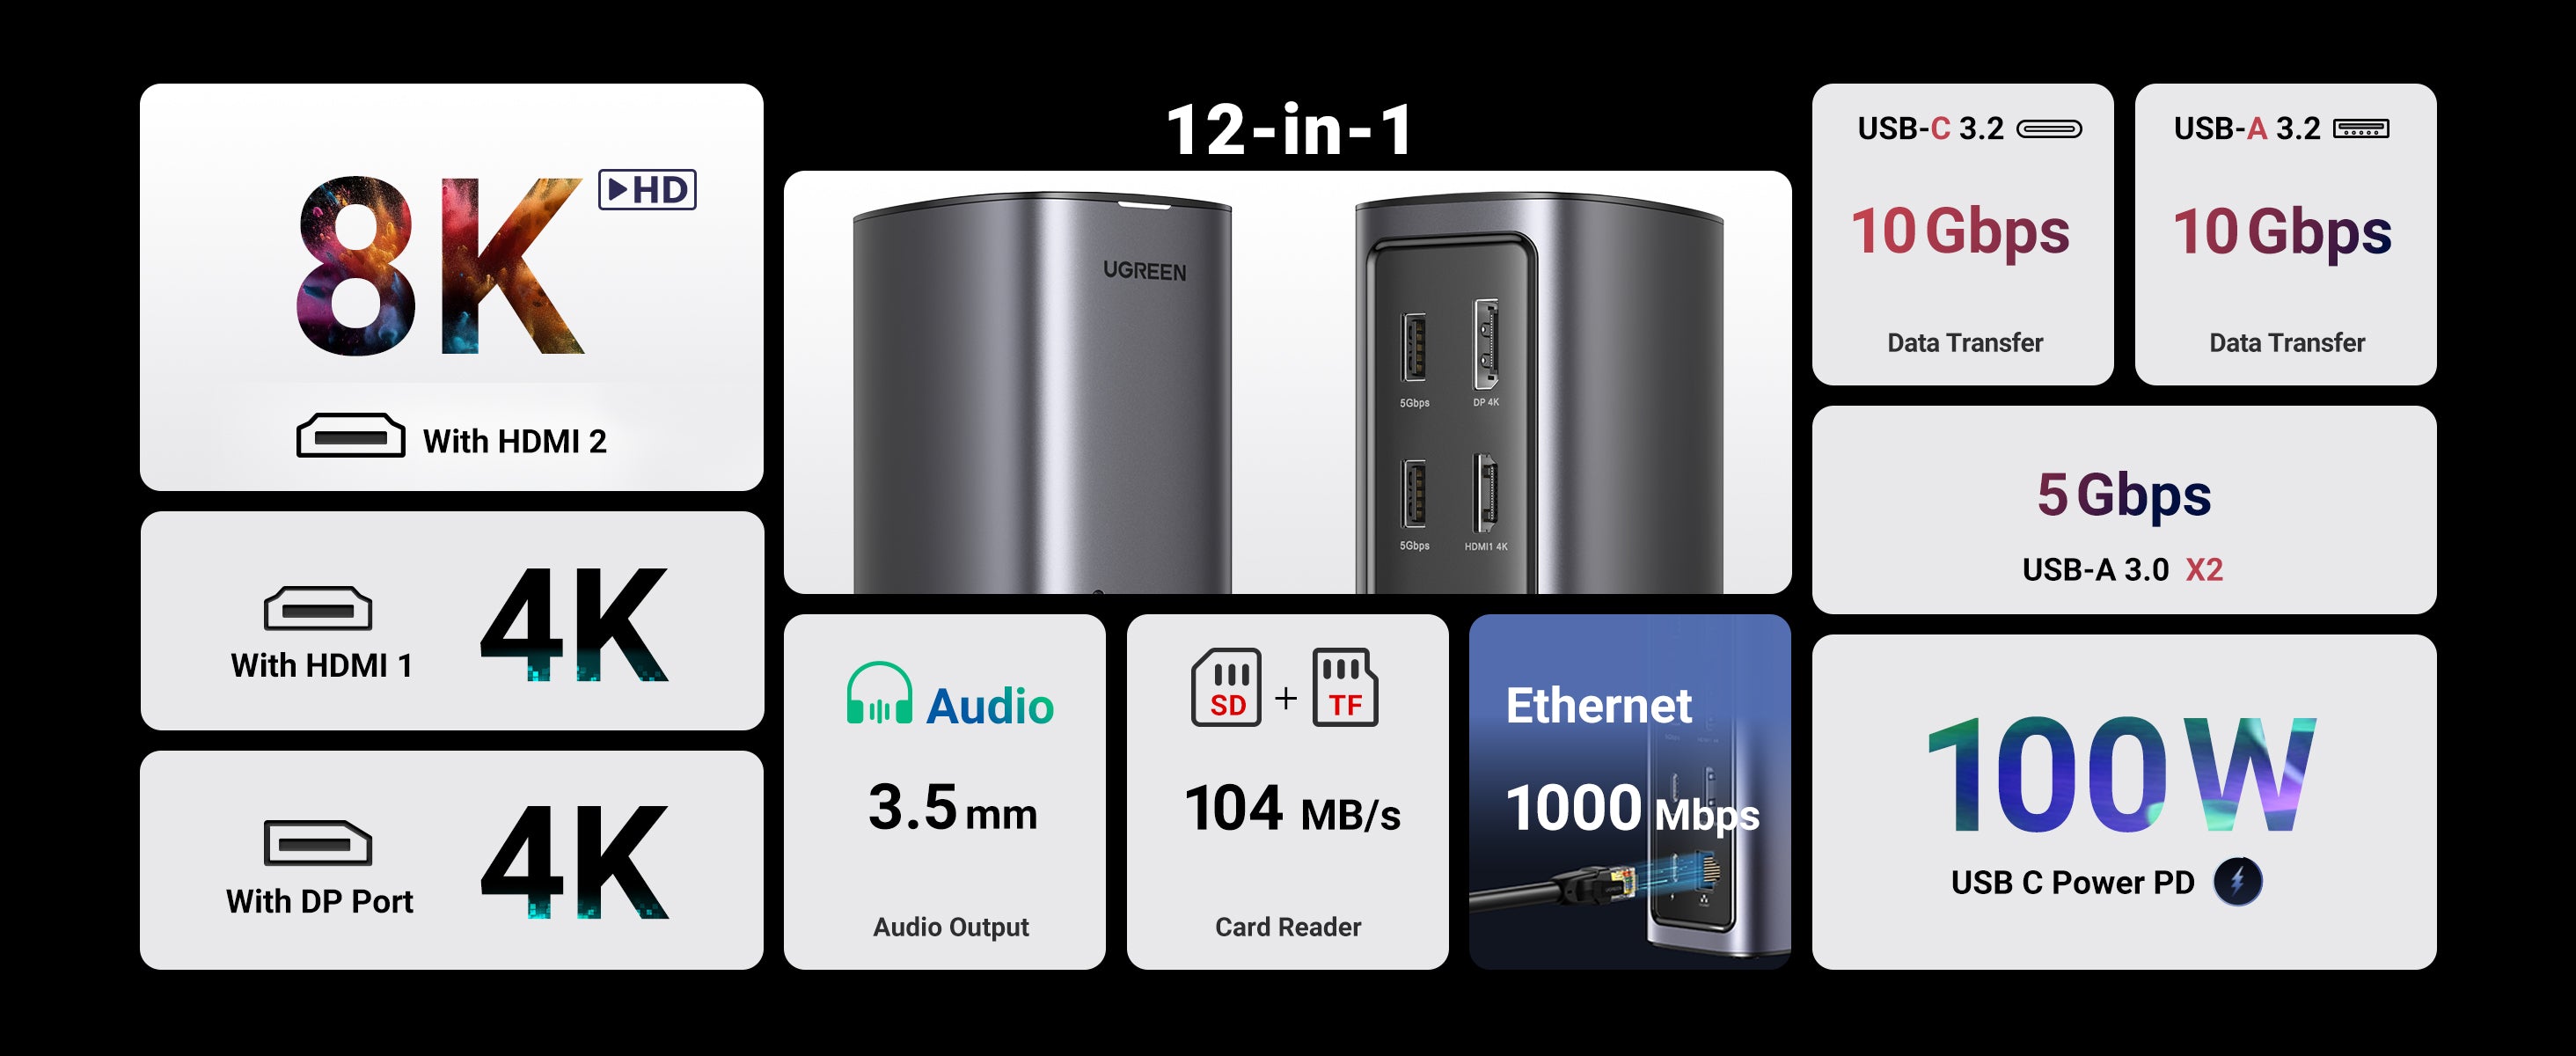 8K
HD
With HDMI 2
With HDMI 1
4K
With DP Port
4K
12-in-1
UGREEN
5Gbps
DP 4K
5Gbps
HDMI1 4K
Audio
3.5 mm
Audio Output
SD + TF
104 MB/s
Card Reader
Ethernet
1000 Mbps
USB-C 3.2
10 Gbps
Data Transfer
USB-A 3.2
10 Gbps
Data Transfer
5 Gbps
USB-A 3.0 X2
100W
USB C Power PD